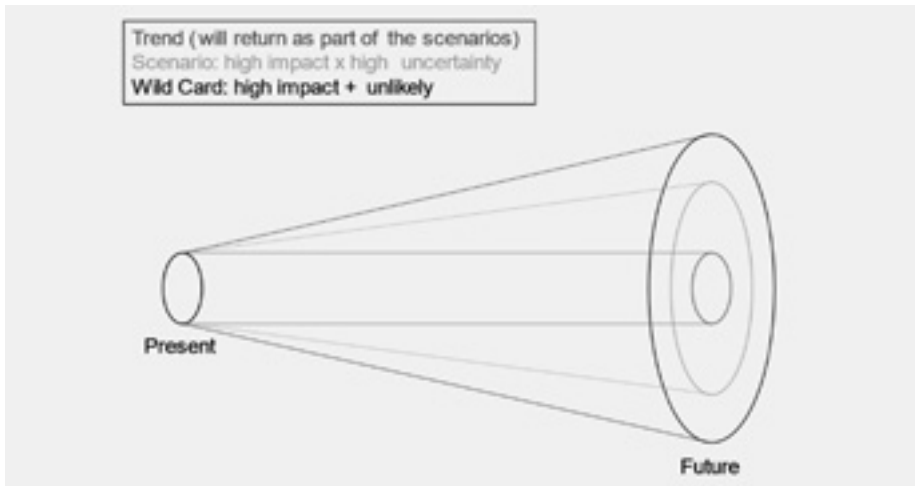 Trend (will return as part of the scenarios)
Scenario: high impact x high uncertainty
Wild Card: high impact + unlikely
Present
Future